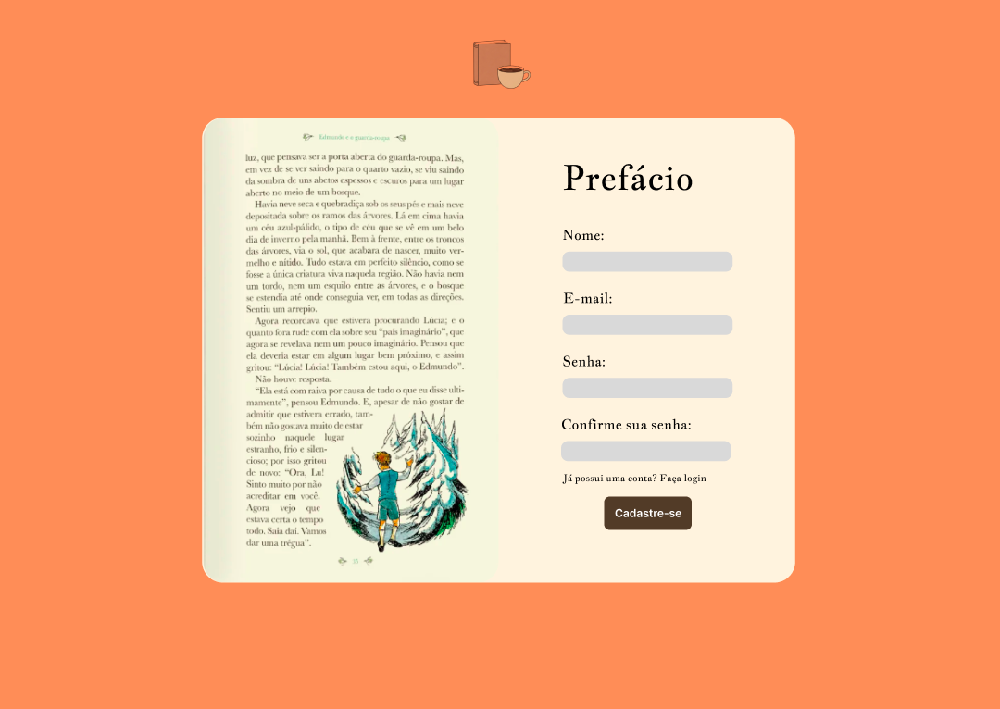 Edmundo e o guarda-roupa
luz, que pensava ser a porta aberta do guarda-roupa. Mas,
em vez de se ver saindo para o quarto vazio, se viu saindo
da sombra de uns abetos espessos e escuros para um lugar
aberto no meio de um bosque.
Havia neve seca e quebradiça sob os seus pés e mais neve
depositada sobre os ramos das árvores. Lá em cima havia
um céu azul-pálido, o tipo de céu que se vê em um belo
dia de inverno pela manhã. Bem à frente, entre os troncos
das árvores, via o sol, que acabara de nascer, muito ver-
melho e nítido. Tudo estava em perfeito silêncio, como se
fosse a única criatura viva naquela região. Não havia nem
um tordo, nem um esquilo entre as árvores, e o bosque
se estendia até onde conseguia ver, em todas as direções.
Sentiu um arrepio.
Agora recordava que estivera procurando Lúcia; e o
quanto fora rude com ela sobre seu “país imaginário”, que
agora se revelava nem um pouco imaginário. Pensou que
ela deveria estar em algum lugar bem próximo, e assim
gritou: “Lúcia! Lúcia! Também estou aqui, o Edmundo”.
Não houve resposta.
“Ela está com raiva por causa de tudo o que eu disse ulti-
mamente”, pensou Edmundo. E, apesar de não gostar de
admitir que estivera errado, tam-
bém não gostava muito de estar
sozinho naquele lugar
estranho, frio e silen-
cioso; por isso gritou
de novo: “Ora, Lu!
Sinto muito por não
acreditar em você.
Agora vejo que
estava certa o tempo
todo. Saia daí. Vamos
dar uma trégua”.
Prefácio
Nome:
E-mail:
Senha:
Confirme sua senha:
Já possui uma conta? Faça login
Cadastre-se